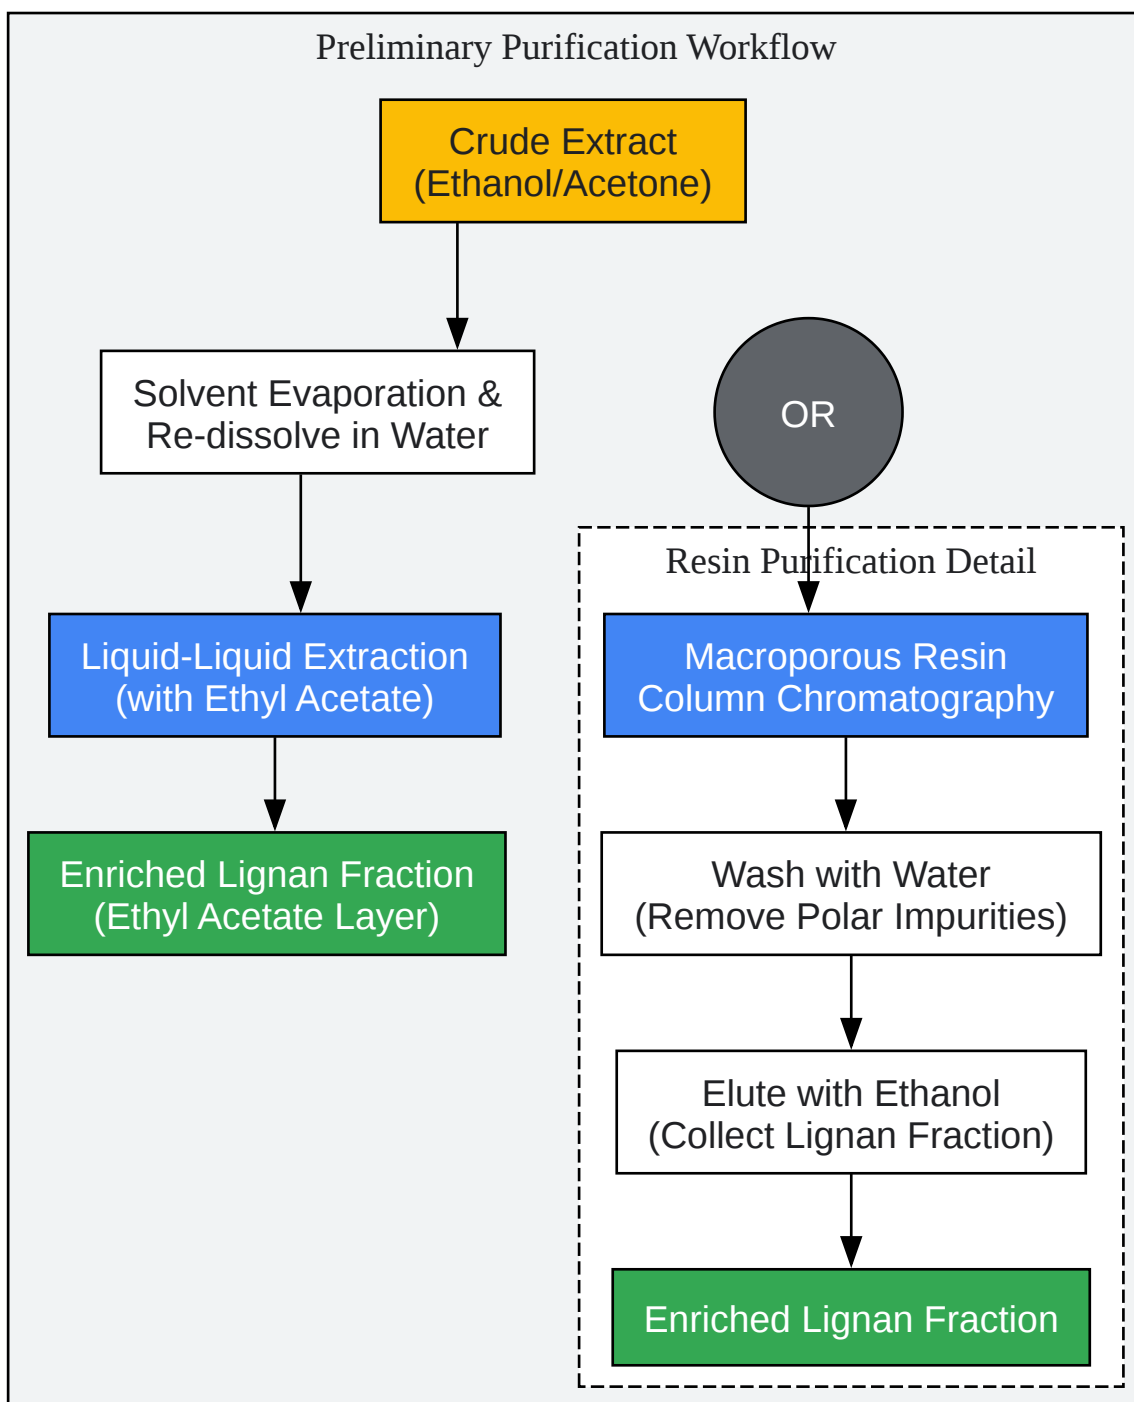 Preliminary Purification Workflow
Crude Extract
(Ethanol/Acetone)
Solvent Evaporation &
Re-dissolve in Water
OR
Liquid-Liquid Extraction
(with Ethyl Acetate)
Enriched Lignan Fraction
(Ethyl Acetate Layer)
Resin Purification Detail
Macroporous Resin
Column Chromatography
Wash with Water
(Remove Polar Impurities)
Elute with Ethanol
(Collect Lignan Fraction)
Enriched Lignan Fraction